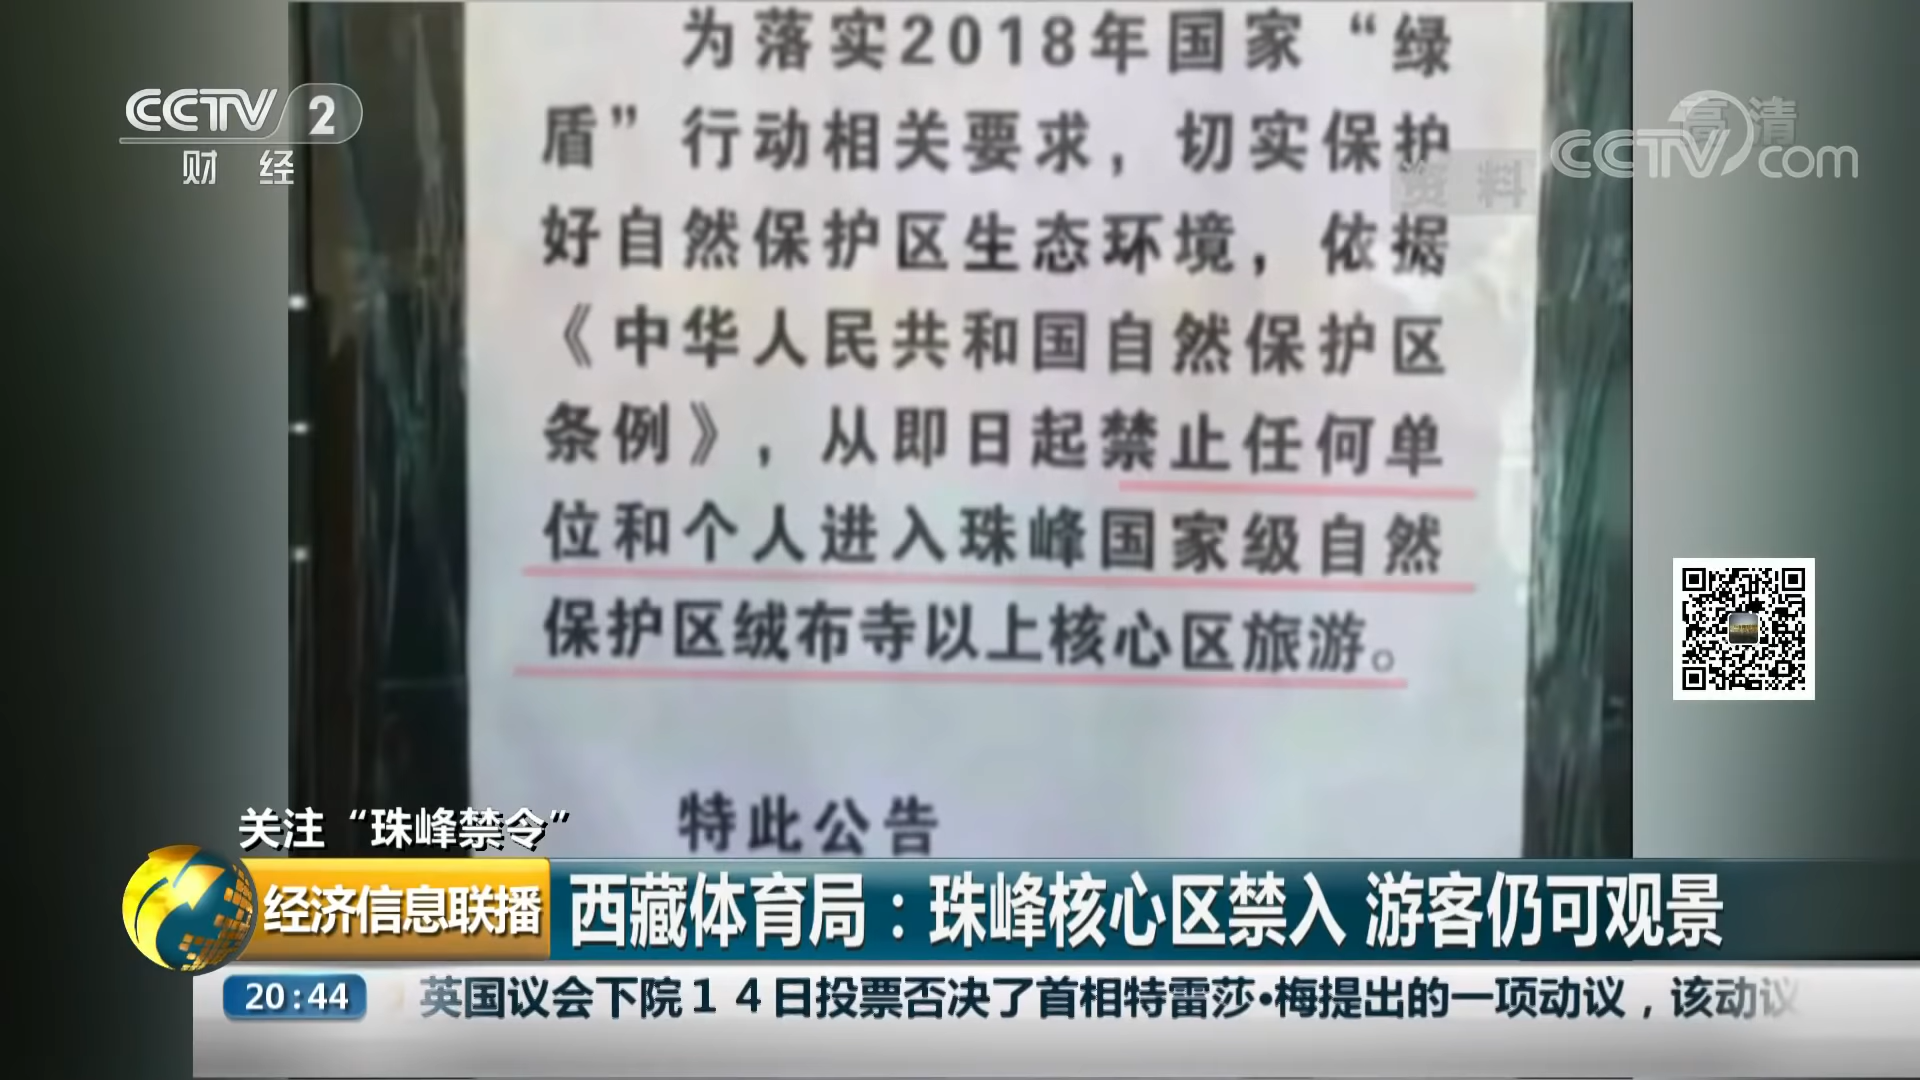 为落实2018年国家“绿
盾”行动相关要求，切实保护
好自然保护区生态环境，依据
《中华人民共和国自然保护区
条例》，从即日起禁止任何单
位和个人进入珠峰国家级自然
保护区绒布寺以上核心区旅游。
特此公告
CCTV 2
财 经
高清
CCTV.com
资 料
关注“珠峰禁令”
经济信息联播
西藏体育局：珠峰核心区禁入 游客仍可观景
20:44
英国议会下院１４日投票否决了首相特雷莎·梅提出的一项动议，该动议